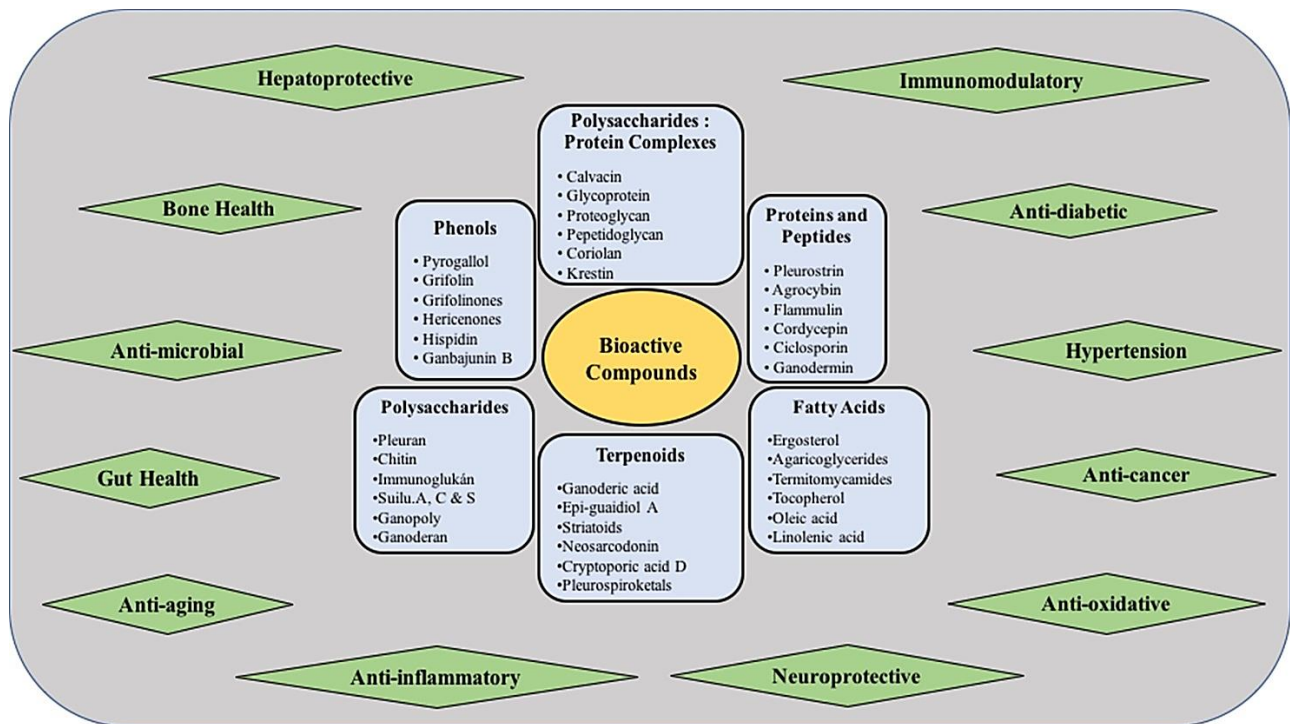 Hepatoprotective
Immunomodulatory
Bone Health
Anti-diabetic
Anti-microbial
Hypertension
Gut Health
Anti-cancer
Anti-aging
Anti-oxidative
Anti-inflammatory
Neuroprotective
Polysaccharides :
Protein Complexes
• Calvacin
• Glycoprotein
• Proteoglycan
• Pepetidoglycan
• Coriolan
• Krestin
Phenols
• Pyrogallol
• Grifolin
• Grifolinones
• Hericenones
• Hispidin
• Ganbajunin B
Proteins and
Peptides
• Pleurostrin
• Agrocybin
• Flammulin
• Cordycepin
• Ciclosporin
• Ganodermin
Bioactive
Compounds
Polysaccharides
•Pleuran
•Chitin
•Immunoglukán
•Suilu.A, C & S
•Ganopoly
•Ganoderan
Terpenoids
•Ganoderic acid
•Epi-guaidiol A
•Striatoids
•Neosarcodonin
•Cryptoporic acid D
•Pleurospiroketals
Fatty Acids
•Ergosterol
•Agaricoglycerides
•Termitomycamides
•Tocopherol
•Oleic acid
•Linolenic acid